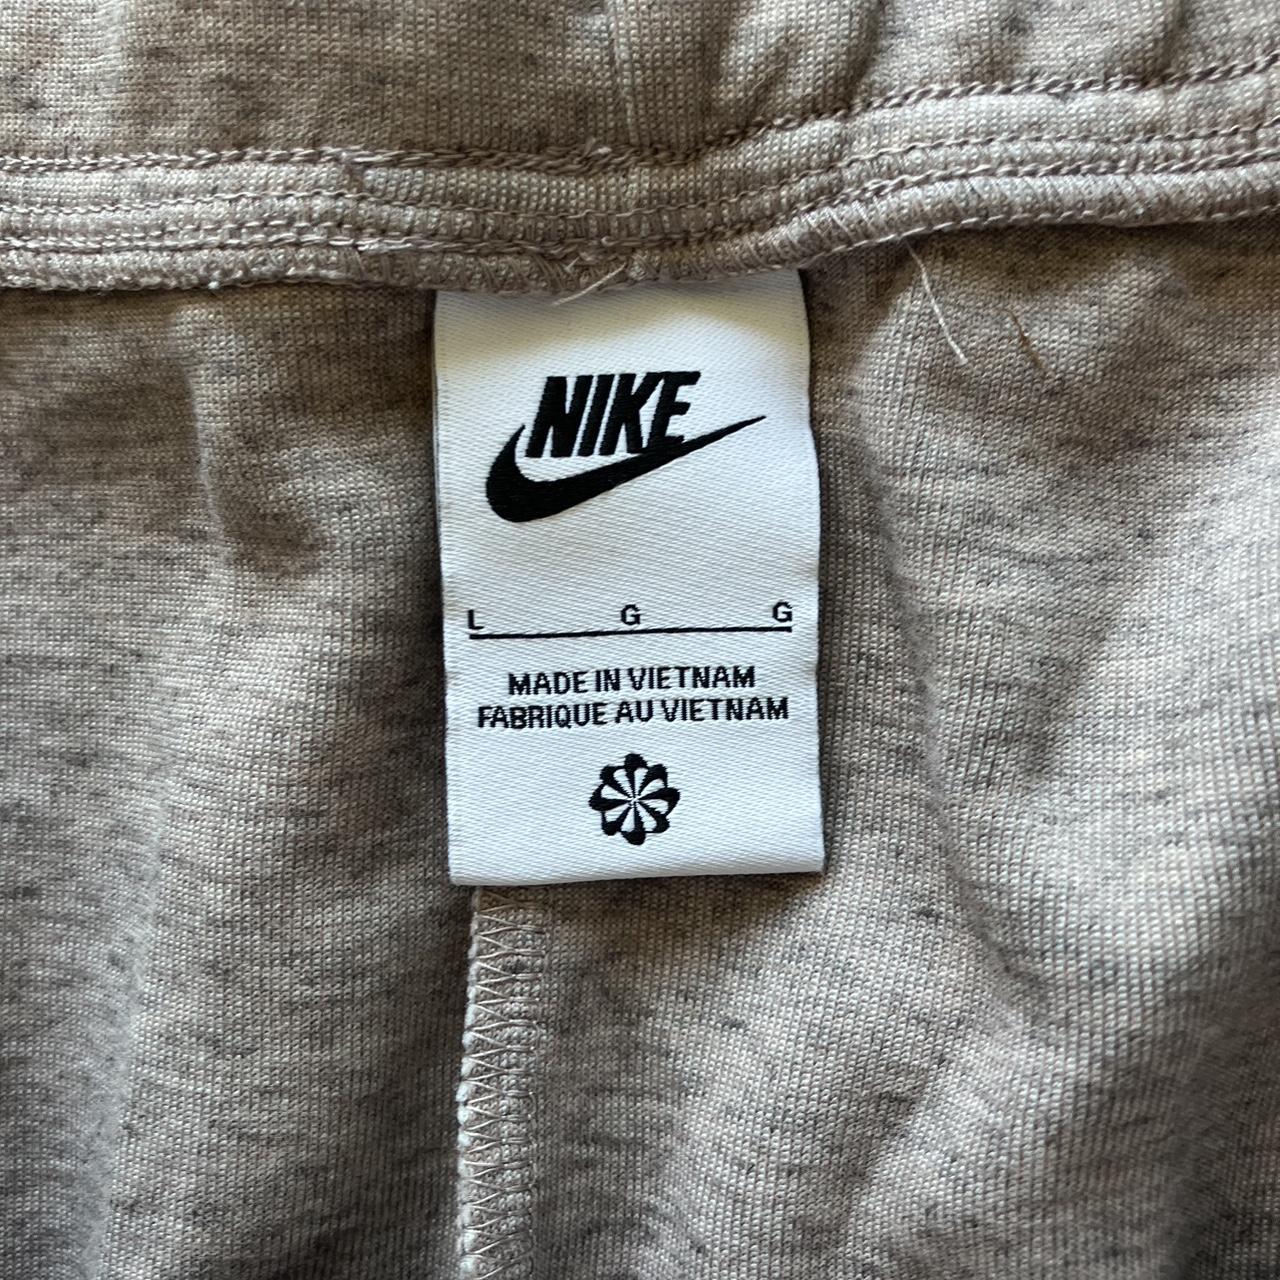 NIKE
L G G
MADE IN VIETNAM
FABRIQUE AU VIETNAM